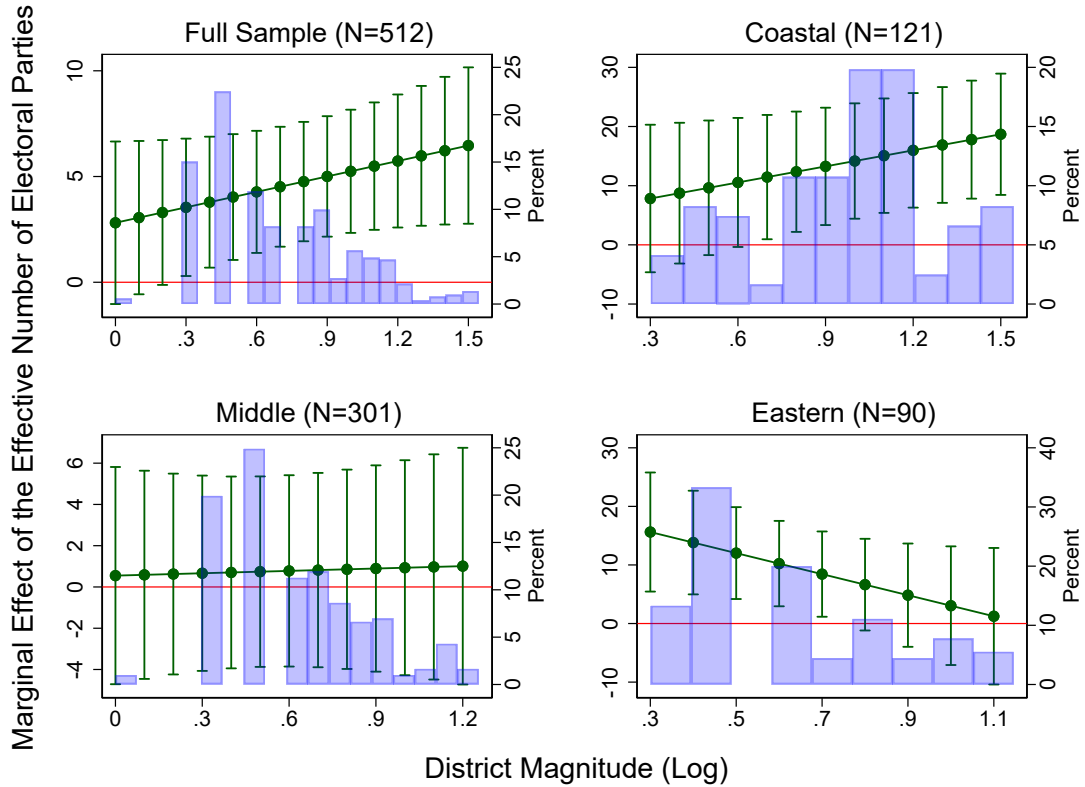 Marginal Effect of the Effective Number of Electoral Parties
Full Sample (N=512)
10
5
0
25
20
15
10
5
0
Percent
0 .3 .6 .9 1.2 1.5
Coastal (N=121)
30
20
10
0
-10
20
15
10
5
0
Percent
.3 .6 .9 1.2 1.5
Middle (N=301)
6
4
2
0
-2
-4
25
20
15
10
5
0
Percent
0 .3 .6 .9 1.2
Eastern (N=90)
30
20
10
0
-10
40
30
20
10
0
Percent
.3 .5 .7 .9 1.1
District Magnitude (Log)